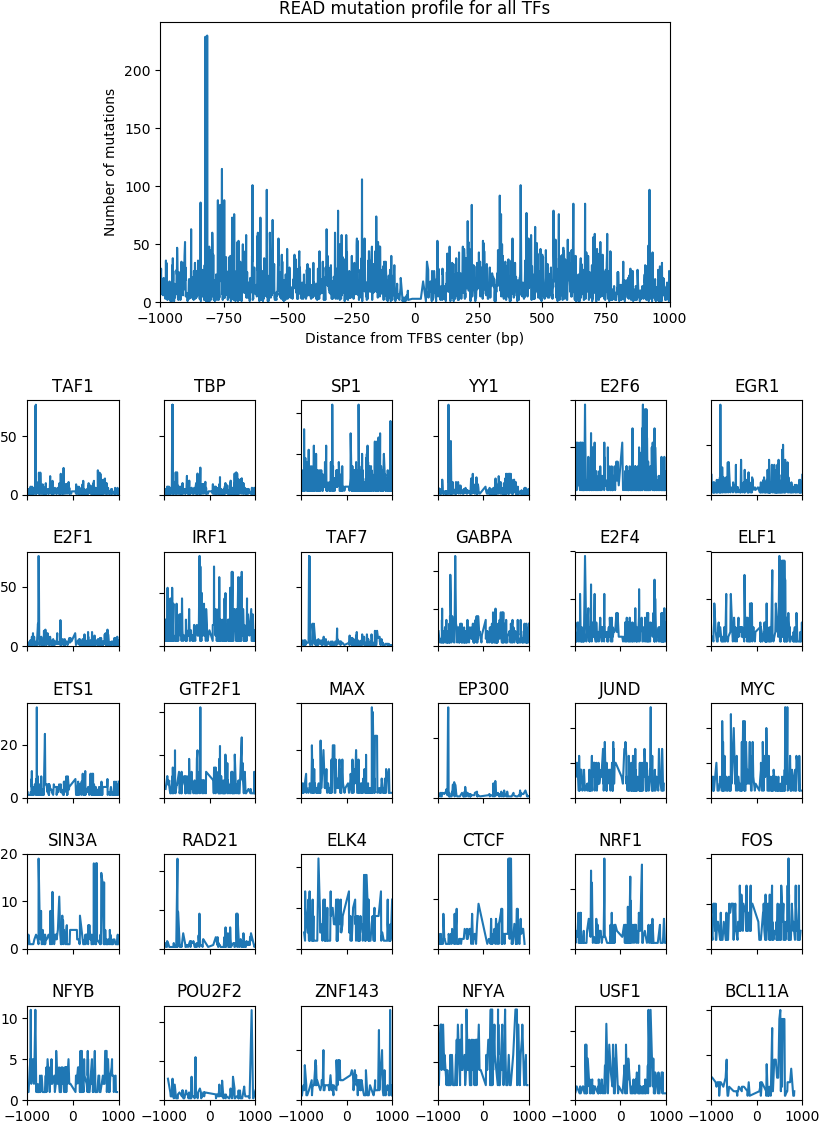 READ mutation profile for all TFs
200
150
100
50
0
Number of mutations
−1000 −750 −500 −250 0 250 500 750 1000
Distance from TFBS center (bp)
TAF1 TBP SP1 YY1 E2F6 EGR1
50
0
E2F1 IRF1 TAF7 GABPA E2F4 ELF1
50
0
ETS1 GTF2F1 MAX EP300 JUND MYC
20
0
SIN3A RAD21 ELK4 CTCF NRF1 FOS
20
10
0
NFYB POU2F2 ZNF143 NFYA USF1 BCL11A
10
5
0
−1000 0 1000 −1000 0 1000 −1000 0 1000 −1000 0 1000 −1000 0 1000 −1000 0 1000